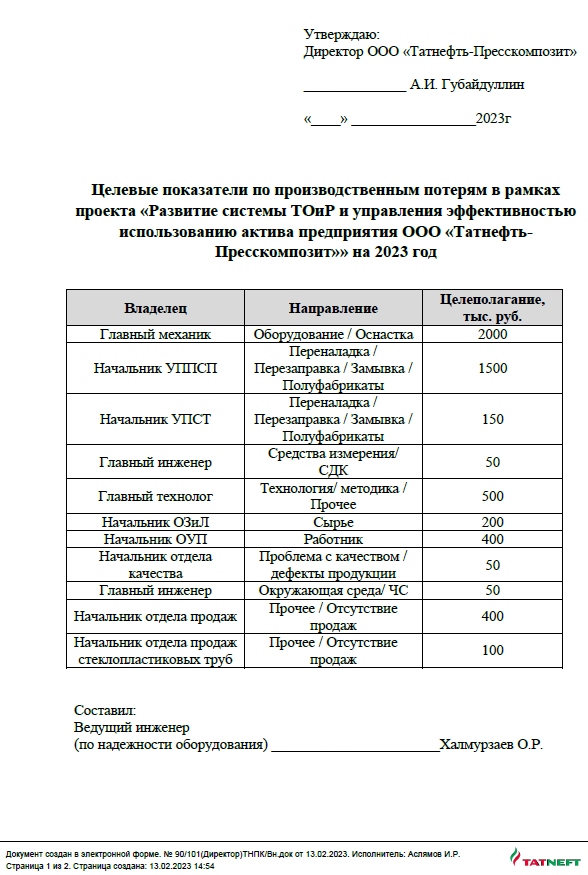 Утверждаю:
Директор ООО «Татнефть-Пресскомпозит»
_______________ А.И. Губайдуллин
«____» __________________2023г
Целевые показатели по производственным потерям в рамках
проекта «Развитие системы ТОиР и управления эффективностью
использованию актива предприятия ООО «Татнефть-
Пресскомпозит»» на 2023 год
Владелец Направление Целеполагание,
тыс. руб.
Главный механик Оборудование / Оснастка 2000
Начальник УППСП Переналадка /
Перезаправка / Замывка /
Полуфабрикаты 1500
Начальник УПСТ Переналадка /
Перезаправка / Замывка /
Полуфабрикаты 150
Главный инженер Средства измерения/
СДК 50
Главный технолог Технология/ методика /
Прочее 500
Начальник ОЗиЛ Сырье 200
Начальник ОУП Работник 400
Начальник отдела
качества Проблема с качеством /
дефекты продукции 50
Главный инженер Окружающая среда/ ЧС 50
Начальник отдела продаж Прочее / Отсутствие
продаж 400
Начальник отдела продаж
стеклопластиковых труб Прочее / Отсутствие
продаж 100
Составил:
Ведущий инженер
(по надежности оборудования) ________________________Халмурзаев О.Р.
Документ создан в электронной форме. № 90/101(Директор)ТНПК/Вн.док от 13.02.2023. Исполнитель: Аслямов И.Р.
Страница 1 из 2. Страница создана: 13.02.2023 14:54
TATNEFT